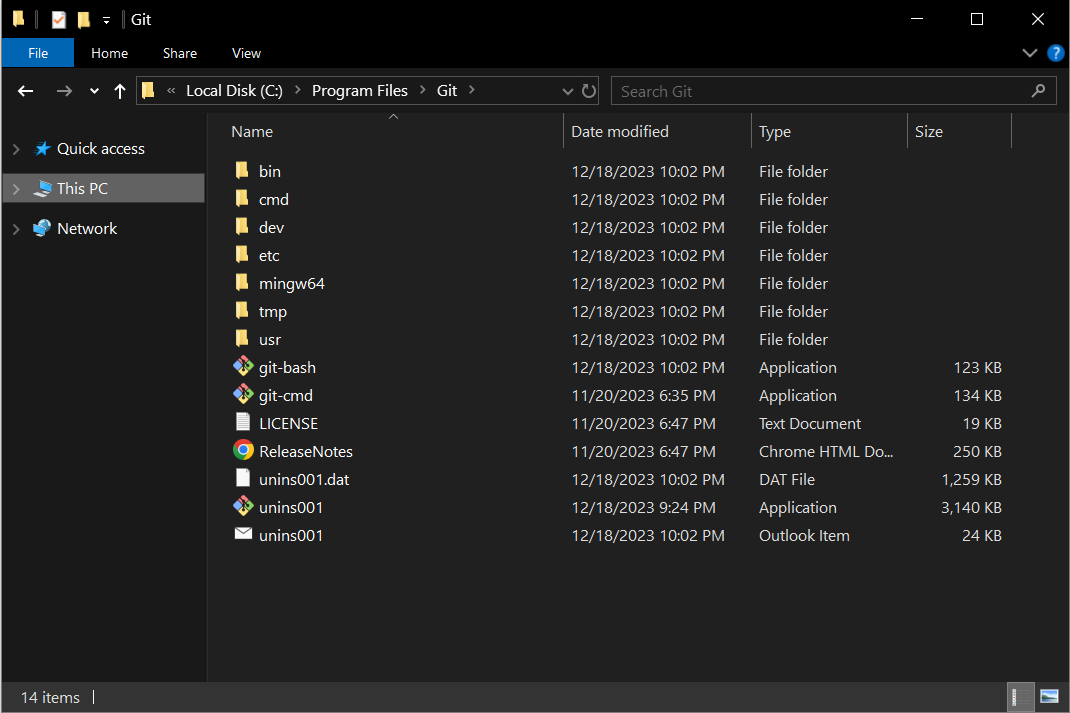 Git
File Home Share View
« Local Disk (C:) > Program Files > Git > Search Git
Name Date modified Type Size
Quick access
This PC
Network
bin 12/18/2023 10:02 PM File folder
cmd 12/18/2023 10:02 PM File folder
dev 12/18/2023 10:02 PM File folder
etc 12/18/2023 10:02 PM File folder
mingw64 12/18/2023 10:02 PM File folder
tmp 12/18/2023 10:02 PM File folder
usr 12/18/2023 10:02 PM File folder
git-bash 12/18/2023 10:02 PM Application 123 KB
git-cmd 11/20/2023 6:35 PM Application 134 KB
LICENSE 11/20/2023 6:47 PM Text Document 19 KB
ReleaseNotes 11/20/2023 6:47 PM Chrome HTML Do... 250 KB
unins001.dat 12/18/2023 10:02 PM DAT File 1,259 KB
unins001 12/18/2023 9:24 PM Application 3,140 KB
unins001 12/18/2023 10:02 PM Outlook Item 24 KB
14 items